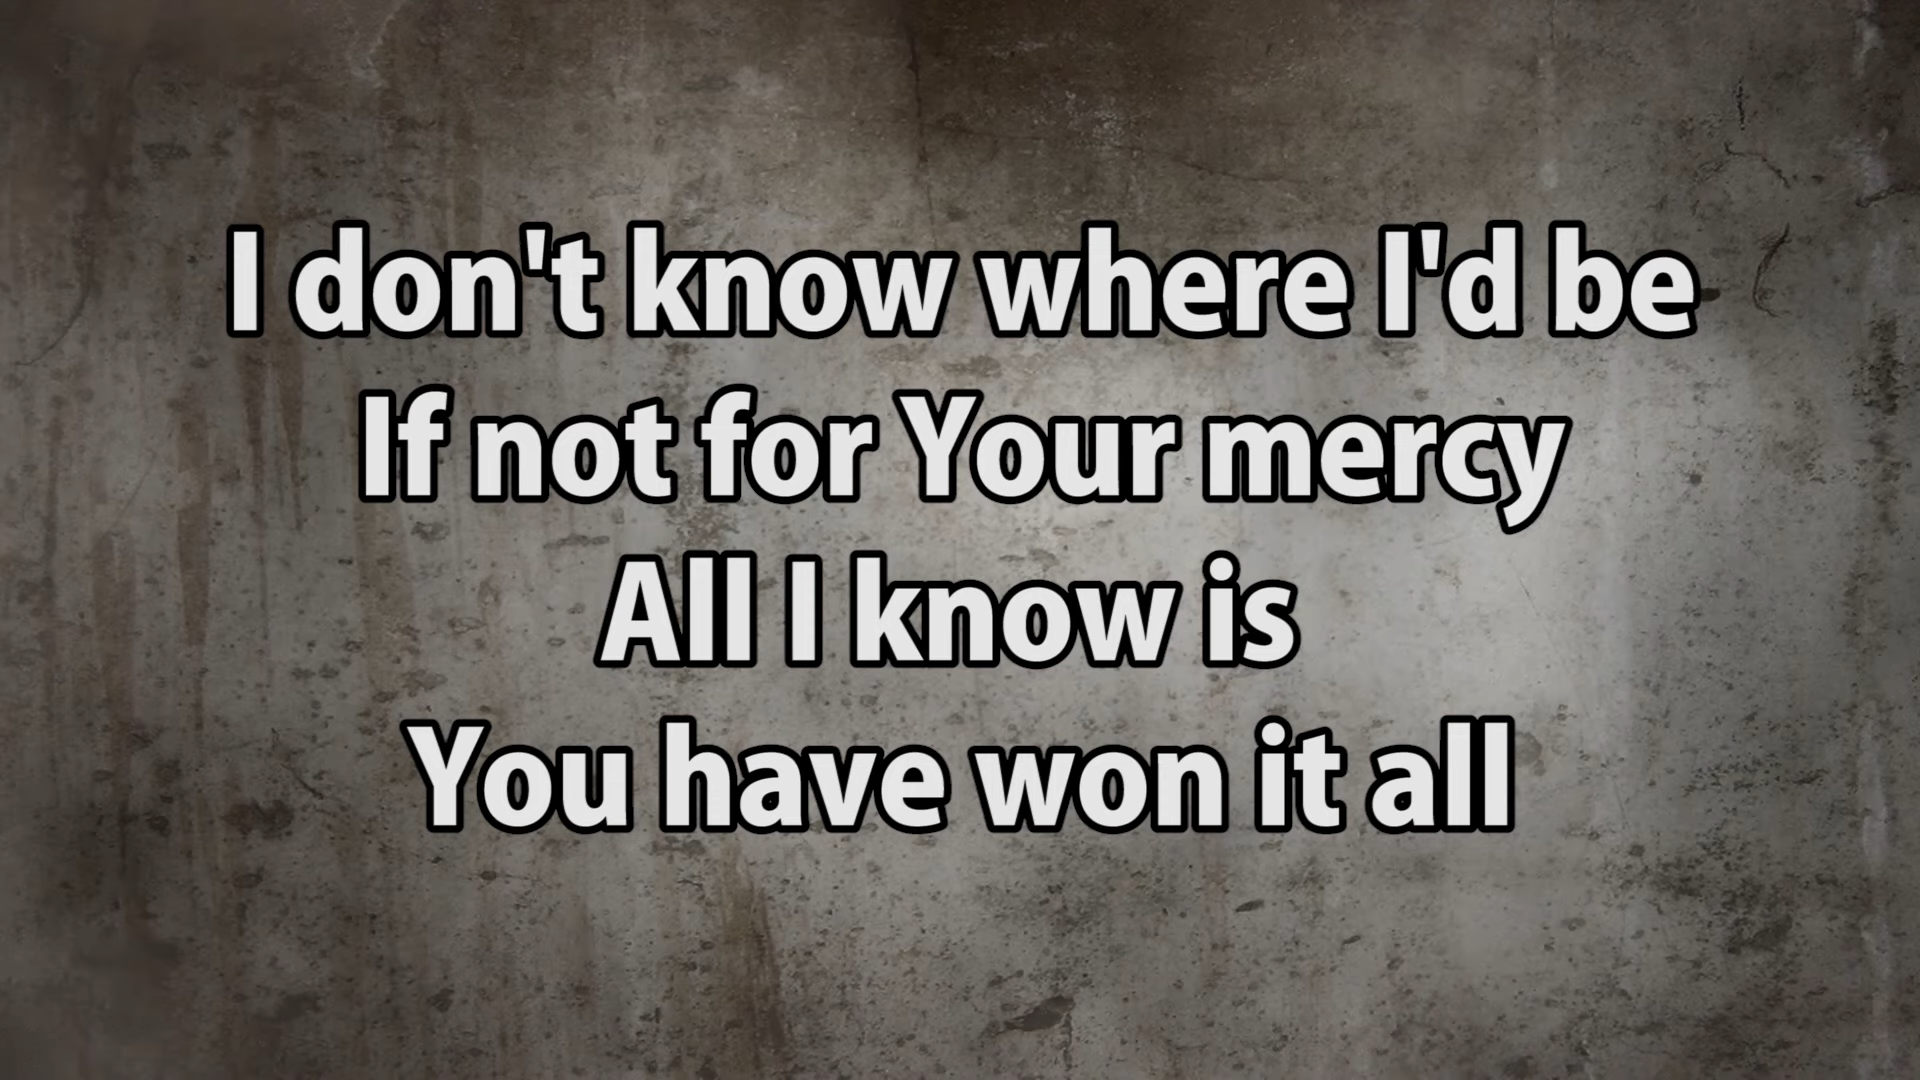 I don't know where I'd be
If not for Your mercy
All I know is
You have won it all